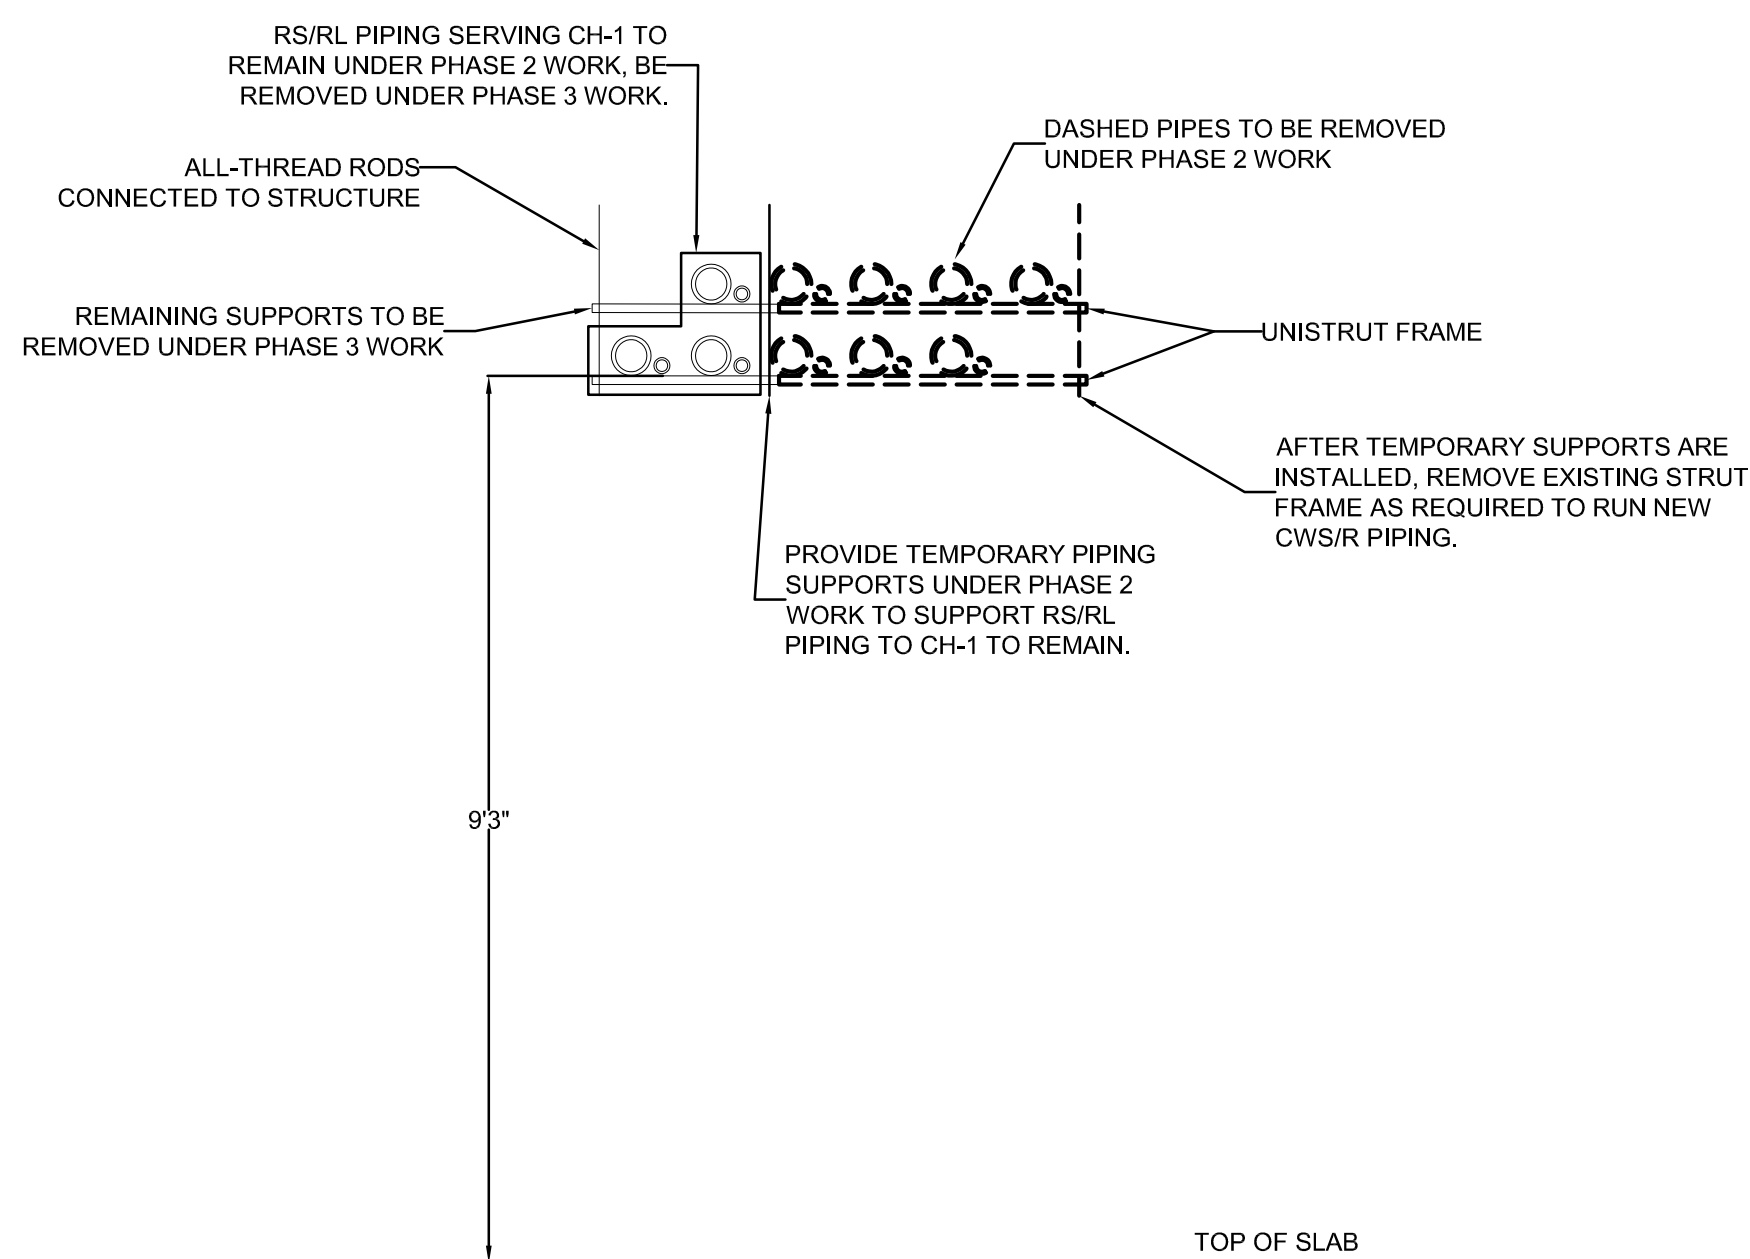 RS/RL PIPING SERVING CH-1 TO
REMAIN UNDER PHASE 2 WORK, BE
REMOVED UNDER PHASE 3 WORK.
DASHED PIPES TO BE REMOVED
UNDER PHASE 2 WORK
ALL-THREAD RODS
CONNECTED TO STRUCTURE
REMAINING SUPPORTS TO BE
REMOVED UNDER PHASE 3 WORK
UNISTRUT FRAME
AFTER TEMPORARY SUPPORTS ARE
INSTALLED, REMOVE EXISTING STRUT
FRAME AS REQUIRED TO RUN NEW
CWS/R PIPING.
PROVIDE TEMPORARY PIPING
SUPPORTS UNDER PHASE 2
WORK TO SUPPORT RS/RL
PIPING TO CH-1 TO REMAIN.
9'3"
TOP OF SLAB